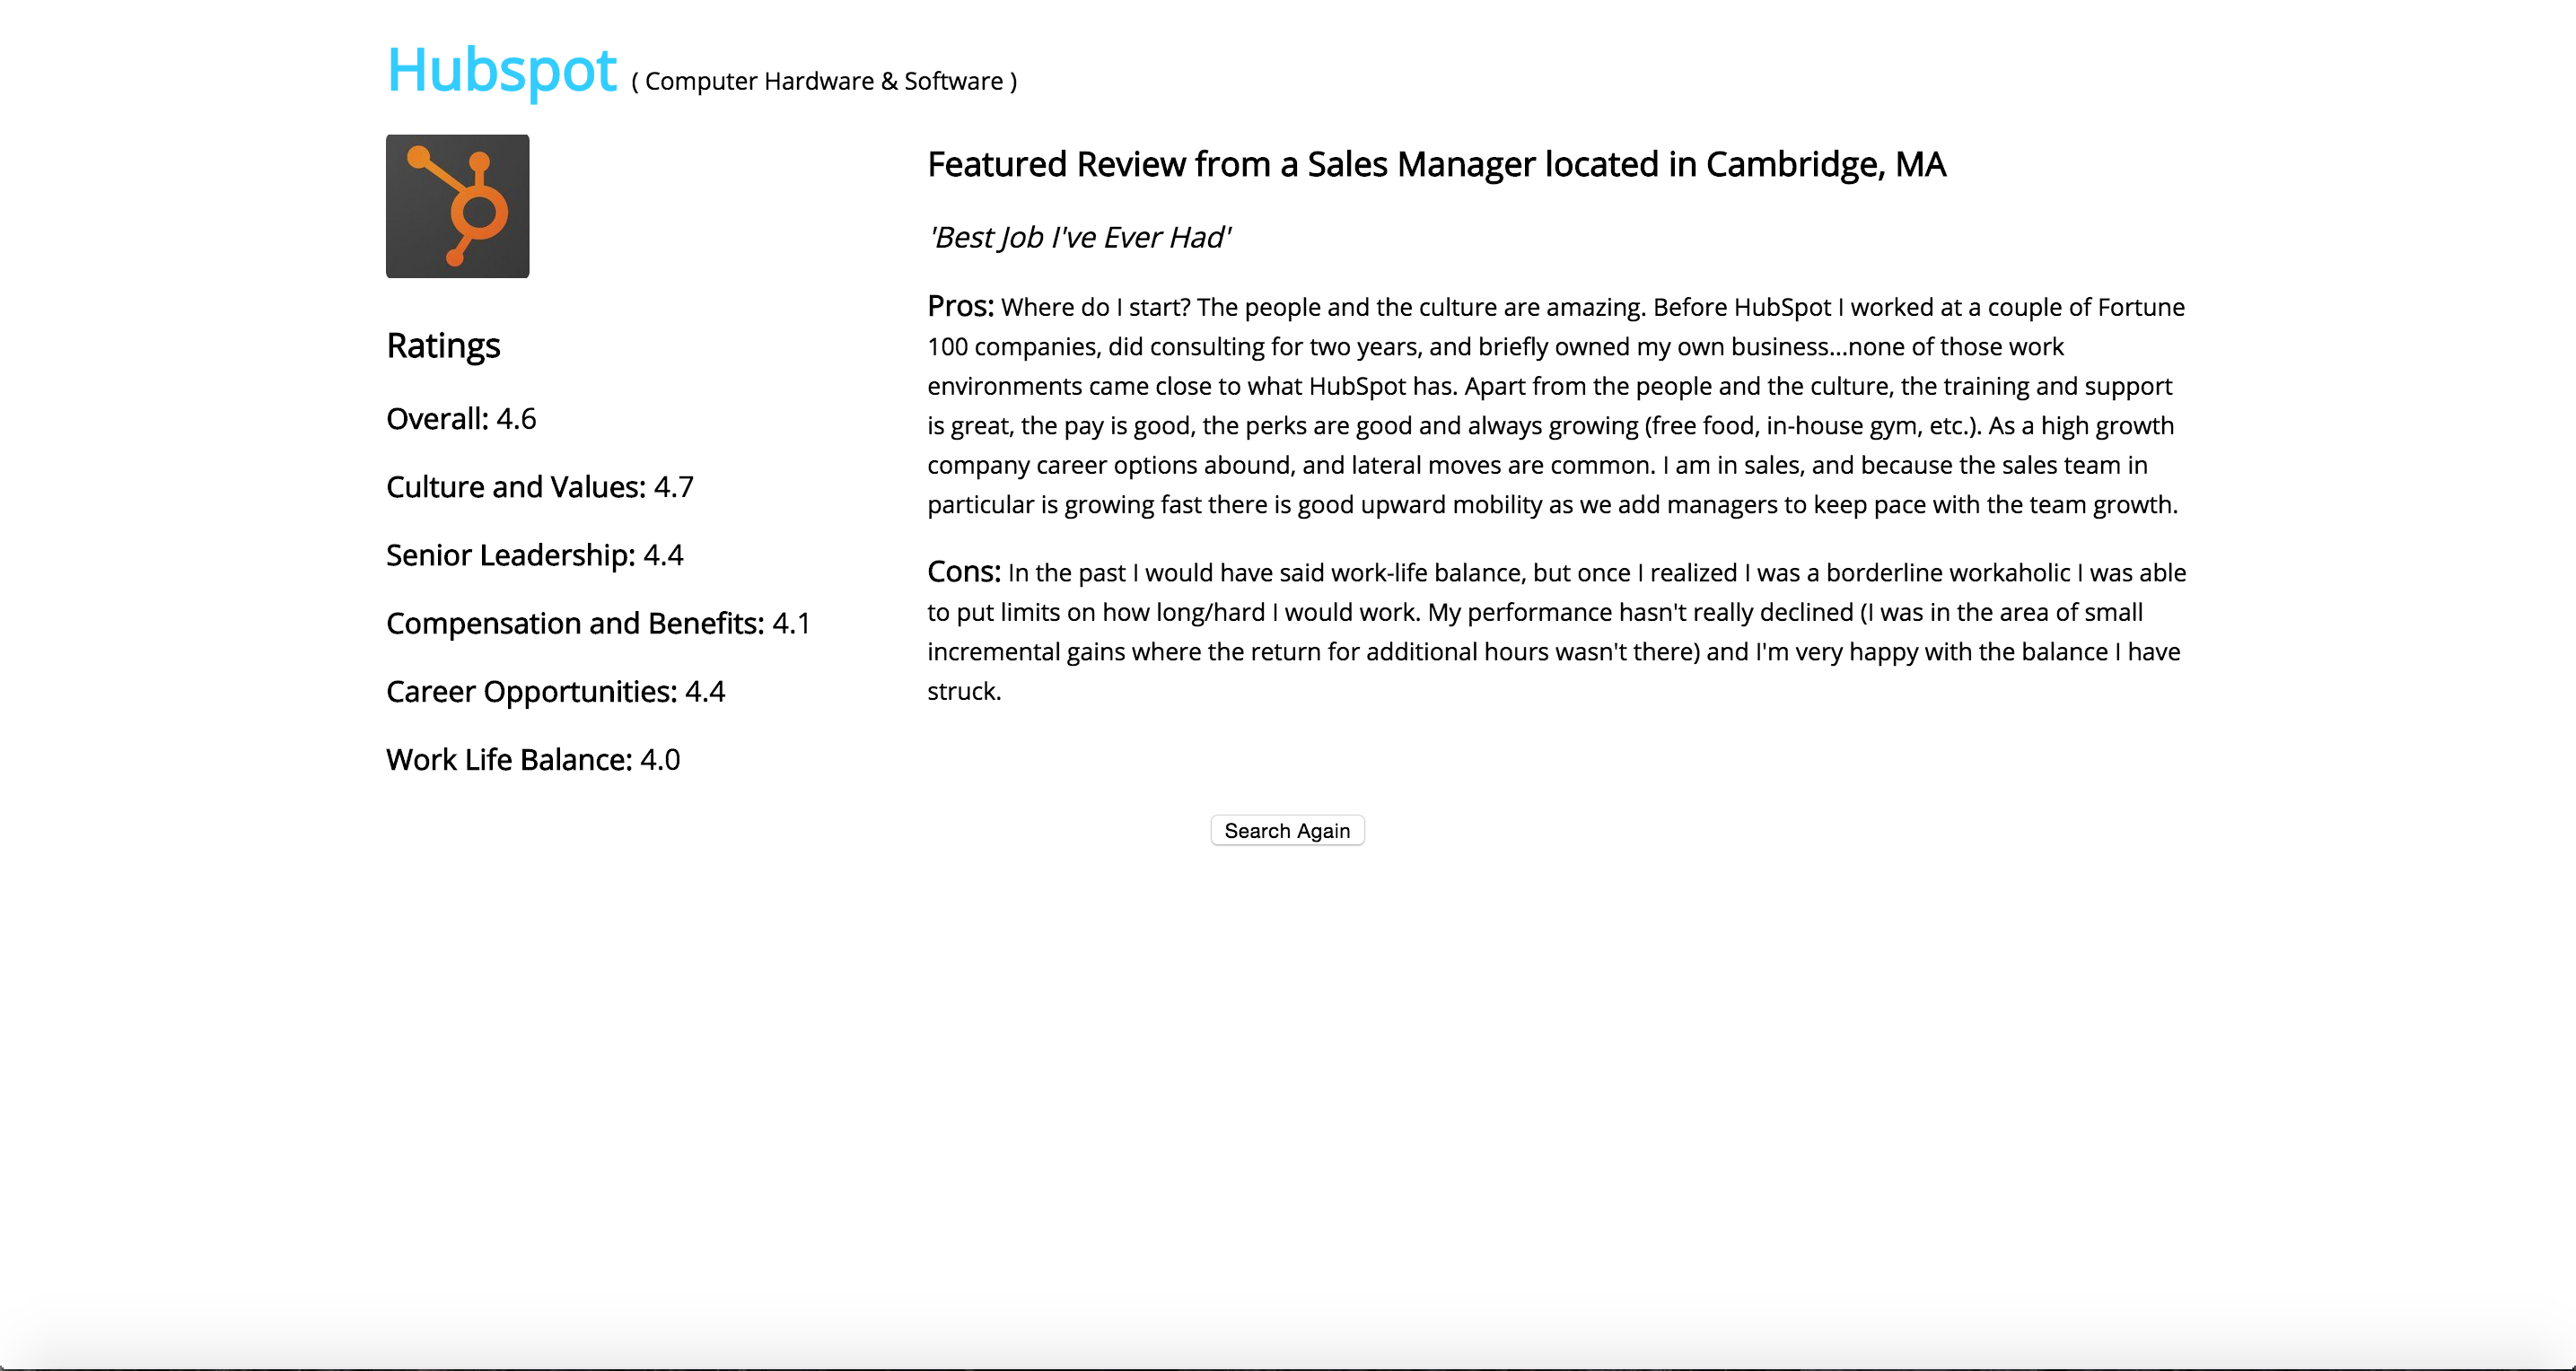 Hubspot ( Computer Hardware & Software )
Ratings
Overall: 4.6
Culture and Values: 4.7
Senior Leadership: 4.4
Compensation and Benefits: 4.1
Career Opportunities: 4.4
Work Life Balance: 4.0
Featured Review from a Sales Manager located in Cambridge, MA
'Best Job I've Ever Had'
Pros: Where do I start? The people and the culture are amazing. Before HubSpot I worked at a couple of Fortune
100 companies, did consulting for two years, and briefly owned my own business...none of those work
environments came close to what HubSpot has. Apart from the people and the culture, the training and support
is great, the pay is good, the perks are good and always growing (free food, in-house gym, etc.). As a high growth
company career options abound, and lateral moves are common. I am in sales, and because the sales team in
particular is growing fast there is good upward mobility as we add managers to keep pace with the team growth.
Cons: In the past I would have said work-life balance, but once I realized I was a borderline workaholic I was able
to put limits on how long/hard I would work. My performance hasn't really declined (I was in the area of small
incremental gains where the return for additional hours wasn't there) and I'm very happy with the balance I have
struck.
Search Again